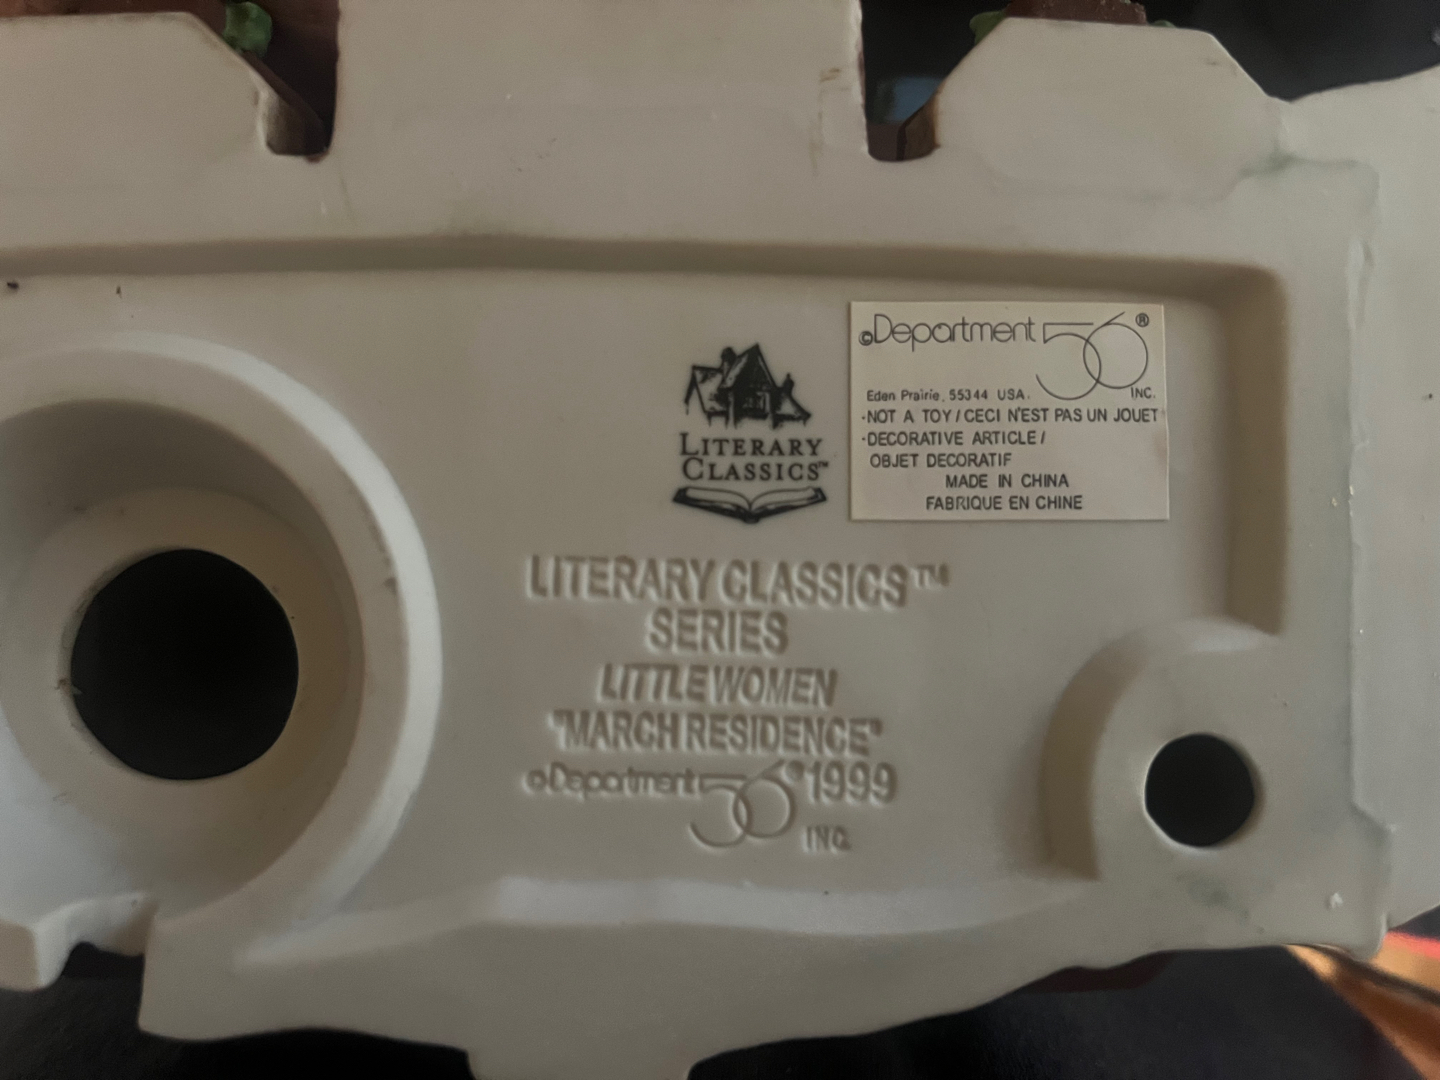 LITERARY
CLASSICS™
©Department 56®
Eden Prairie, 55344 USA. INC.
·NOT A TOY / CECI N'EST PAS UN JOUET
·DECORATIVE ARTICLE /
OBJET DECORATIF
MADE IN CHINA
FABRIQUE EN CHINE
LITERARY CLASSICS™
SERIES
LITTLE WOMEN
"MARCH RESIDENCE"
©Department 56® 1999
INC.